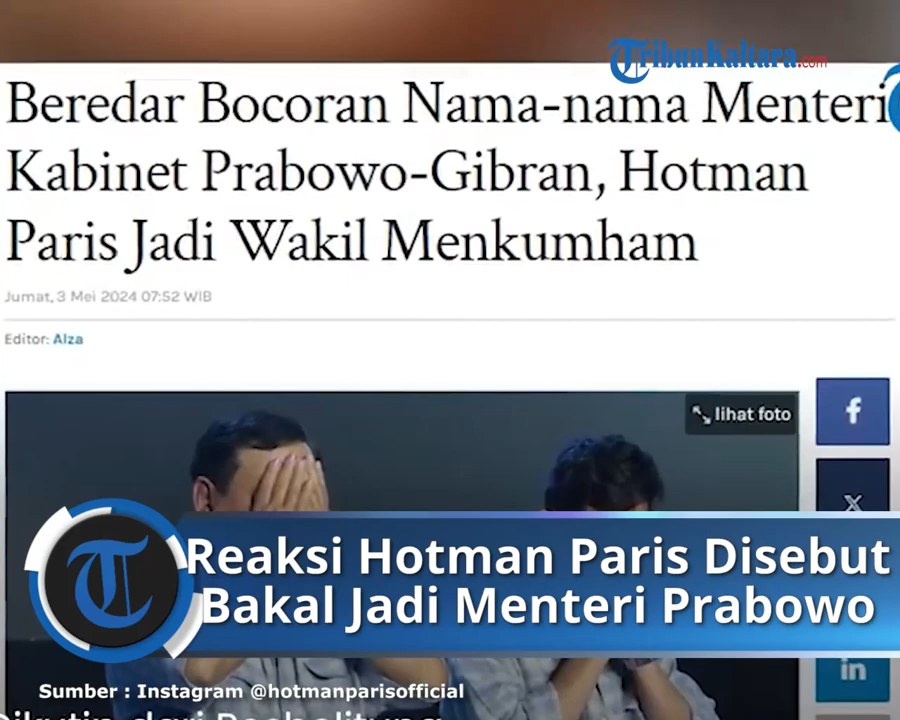 TribunKaltara.com
Beredar Bocoran Nama-nama Menteri
Kabinet Prabowo-Gibran, Hotman
Paris Jadi Wakil Menkumham
Jumat, 3 Mei 2024 07:52 WIB
Editor: Alza
lihat foto
f
X
Reaksi Hotman Paris Disebut
Bakal Jadi Menteri Prabowo
T
in
Sumber : Instagram @hotmanparisofficial